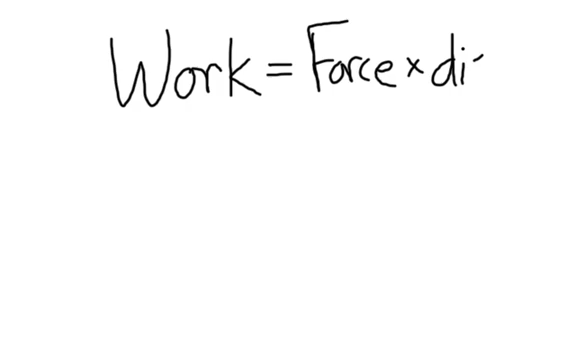 Work = Force × di